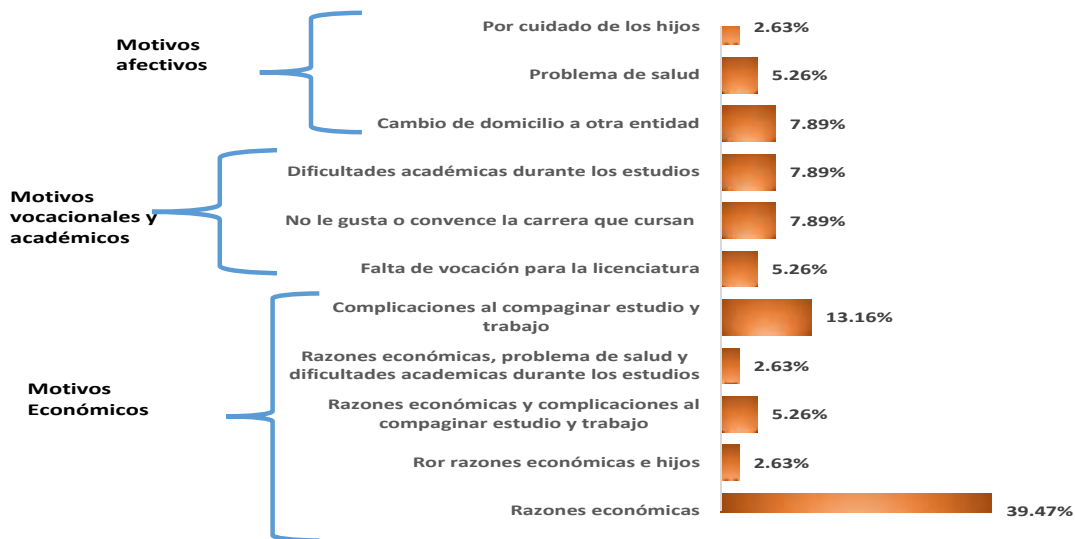 Motivos
afectivos
Por cuidado de los hijos
2.63%
Problema de salud
5.26%
Cambio de domicilio a otra entidad
7.89%
Motivos
vocacionales y
académicos
Dificultades académicas durante los estudios
7.89%
No le gusta o convence la carrera que cursan
7.89%
Falta de vocación para la licenciatura
5.26%
Motivos
Económicos
Complicaciones al compaginar estudio y
trabajo
13.16%
Razones económicas, problema de salud y
dificultades academicas durante los estudios
2.63%
Razones económicas y complicaciones al
compaginar estudio y trabajo
5.26%
Ror razones económicas e hijos
2.63%
Razones económicas
39.47%